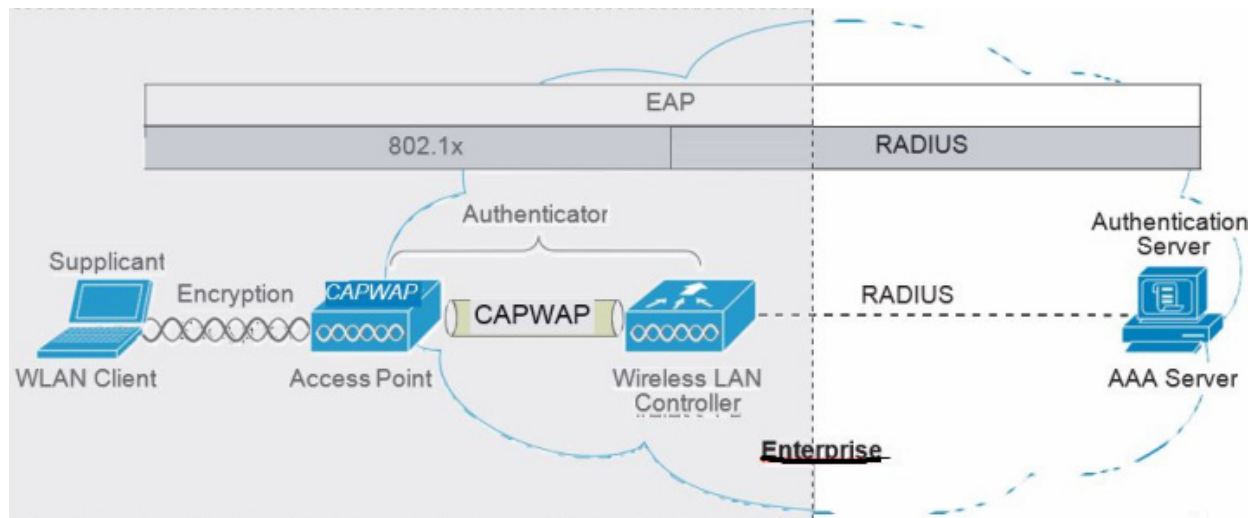 EAP
802.1x
RADIUS
Authenticator
Authentication
Server
Supplicant
Encryption
CAPWAP
CAPWAP
RADIUS
WLAN Client
Access Point
Wireless LAN
Controller
AAA Server
Enterprise